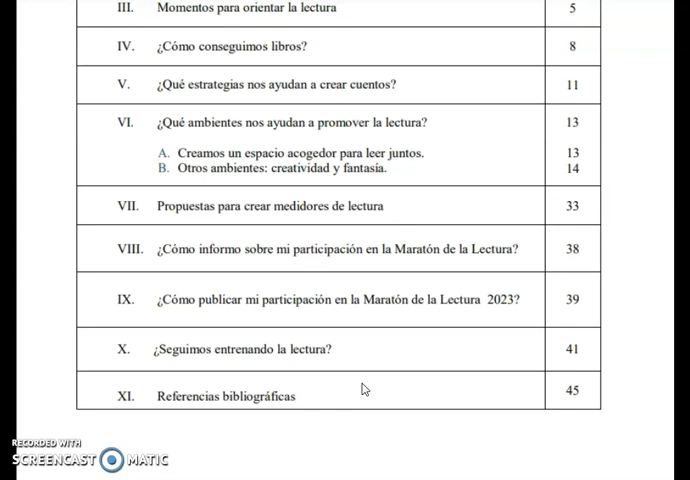 III. Momentos para orientar la lectura 5
IV. ¿Cómo conseguimos libros? 8
V. ¿Qué estrategias nos ayudan a crear cuentos? 11
VI. ¿Qué ambientes nos ayudan a promover la lectura? 13
A. Creamos un espacio acogedor para leer juntos. 13
B. Otros ambientes: creatividad y fantasía. 14
VII. Propuestas para crear medidores de lectura 33
VIII. ¿Cómo informo sobre mi participación en la Maratón de la Lectura? 38
IX. ¿Cómo publicar mi participación en la Maratón de la Lectura 2023? 39
X. ¿Seguimos entrenando la lectura? 41
XI. Referencias bibliográficas 45
RECORDED WITH
SCREENCAST MATIC